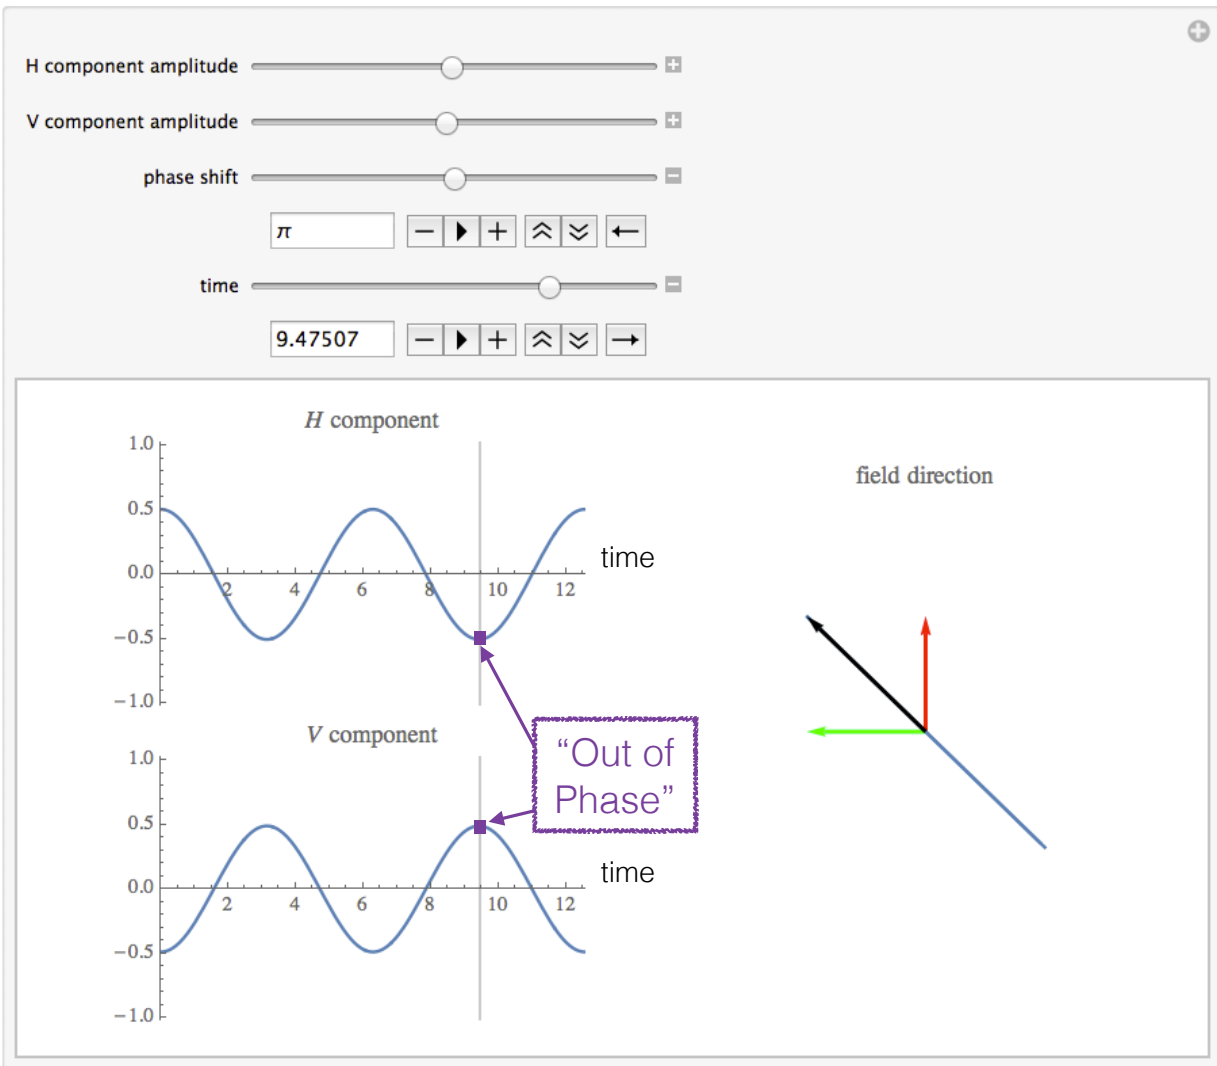 H component amplitude
V component amplitude
phase shift
π
time
9.47507
H component
1.0
0.5
0.0
−0.5
−1.0
2 4 6 8 10 12
time
V component
1.0
0.5
0.0
−0.5
−1.0
2 4 6 8 10 12
time
“Out of
Phase”
field direction